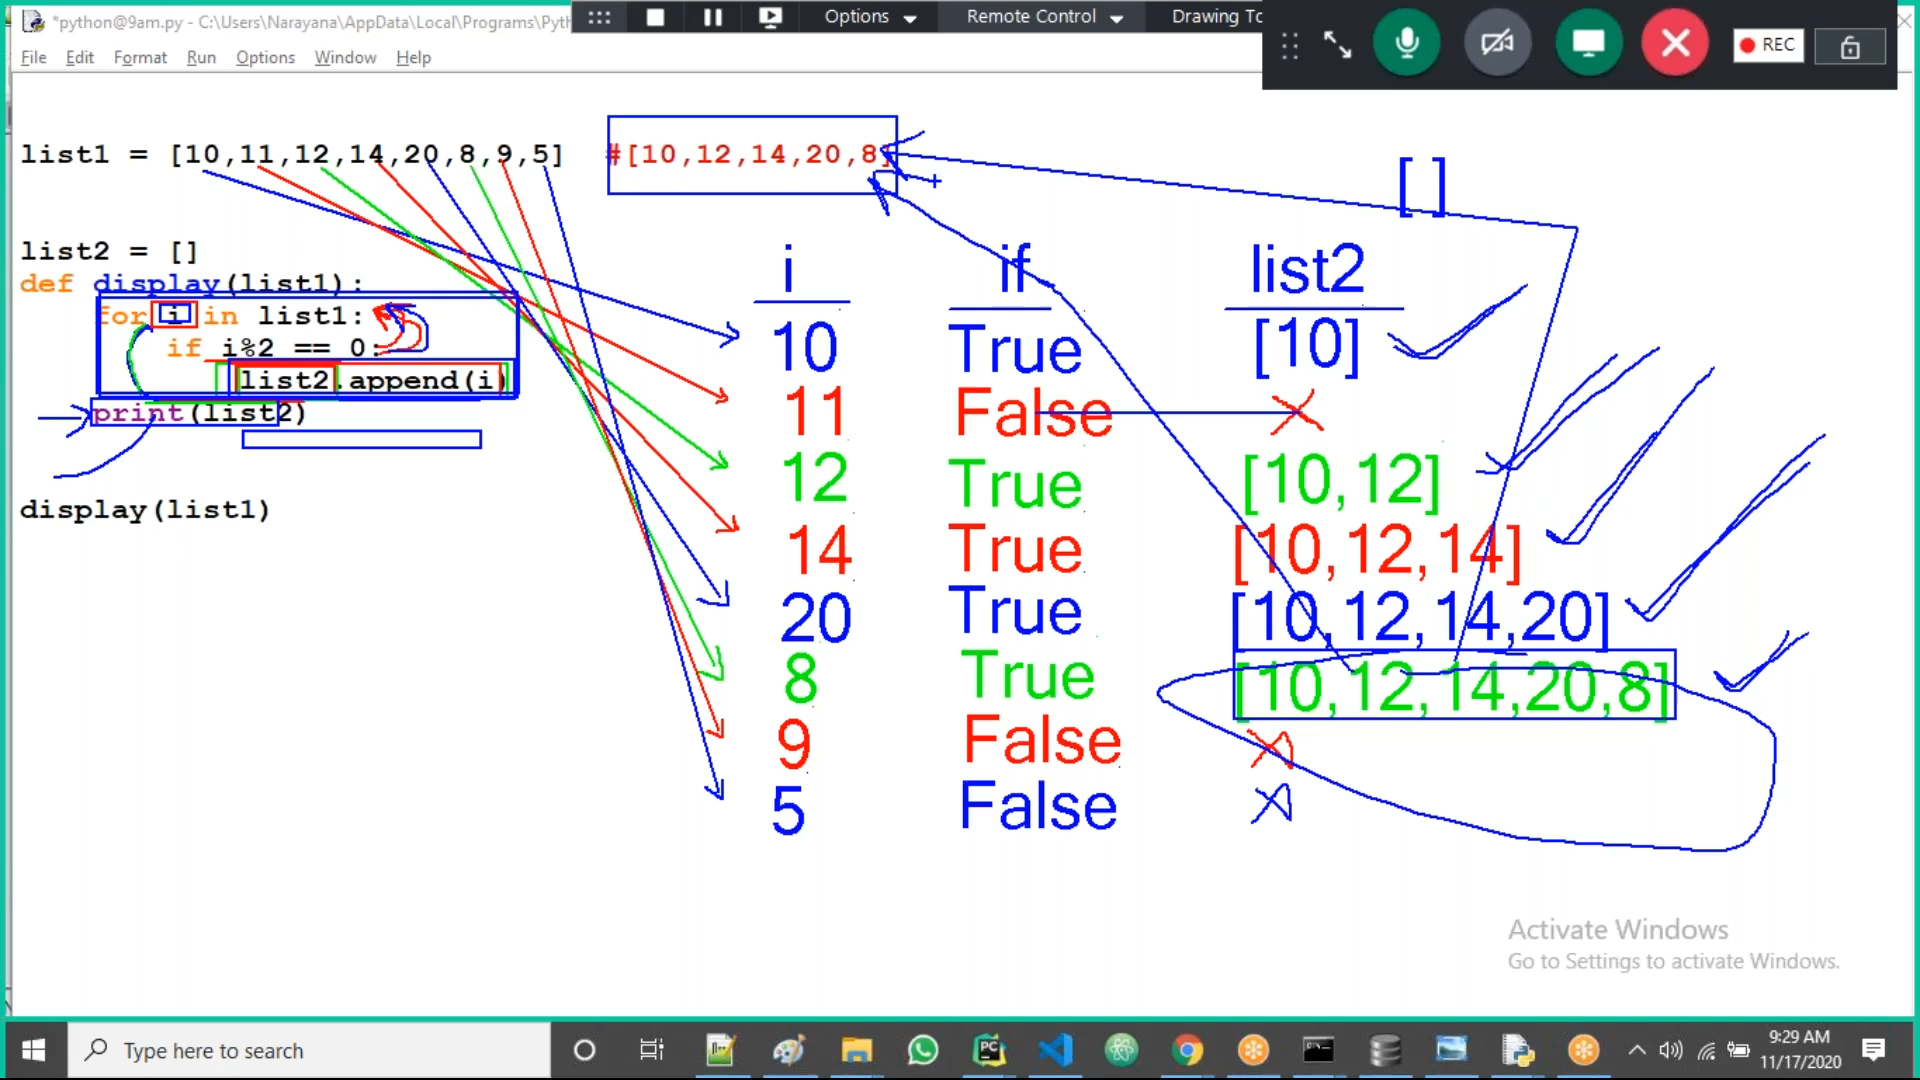 *python@9am.py - C:\Users\Narayana\AppData\Local\Programs\Pyth
Options
Remote Control
Drawing To
REC
File Edit Format Run Options Window Help
list1 = [10,11,12,14,20,8,9,5] #[10,12,14,20,8]
[]
list2 = []
def display(list1):
for i in list1:
if i%2 == 0:
list2.append(i)
print(list2)
display(list1)
i if list2
10 True [10]
11 False x
12 True [10,12]
14 True [10,12,14]
20 True [10,12,14,20]
8 True [10,12,14,20,8]
9 False x
5 False x
Activate Windows
Go to Settings to activate Windows.
Type here to search
PC
9:29 AM
11/17/2020